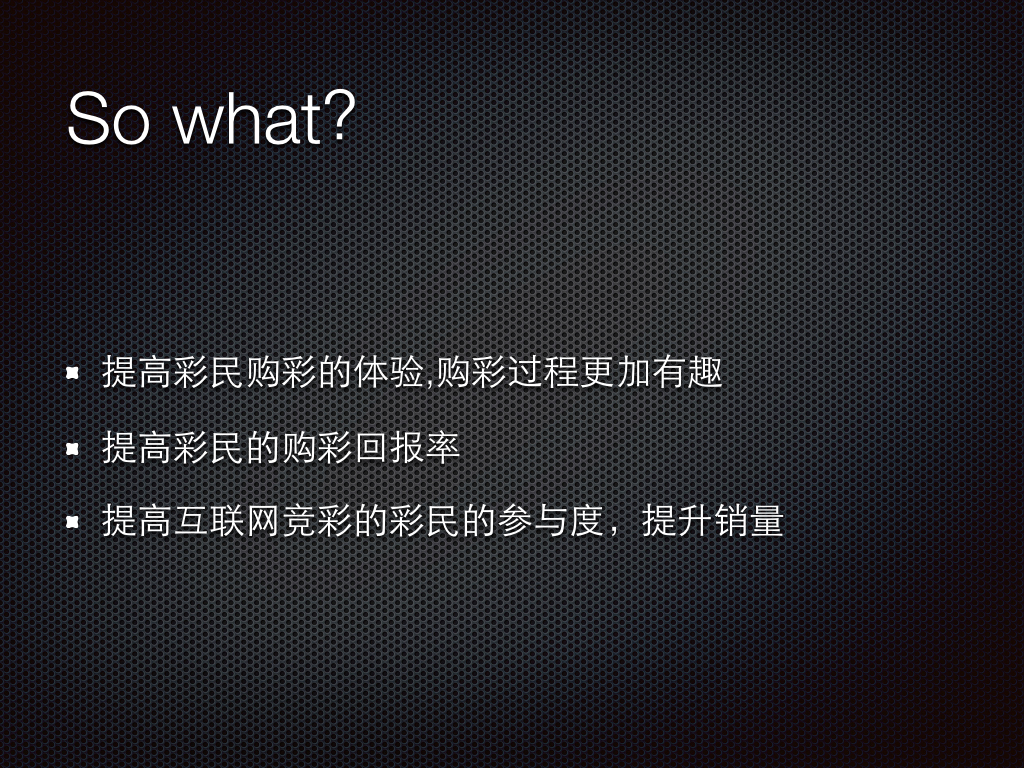 So what?
提高彩民购彩的体验,购彩过程更加有趣
提高彩民的购彩回报率
提高互联网竞彩的彩民的参与度，提升销量